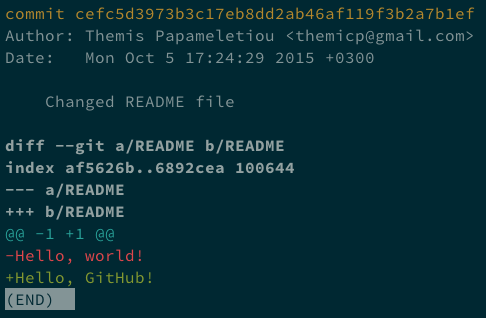 commit cefc5d3973b3c17eb8dd2ab46af119f3b2a7b1ef
Author: Themis Papameletiou <themicp@gmail.com>
Date:   Mon Oct 5 17:24:29 2015 +0300
    Changed README file
diff --git a/README b/README
index af5626b..6892cea 100644
--- a/README
+++ b/README
@@ -1 +1 @@
-Hello, world!
+Hello, GitHub!
(END)